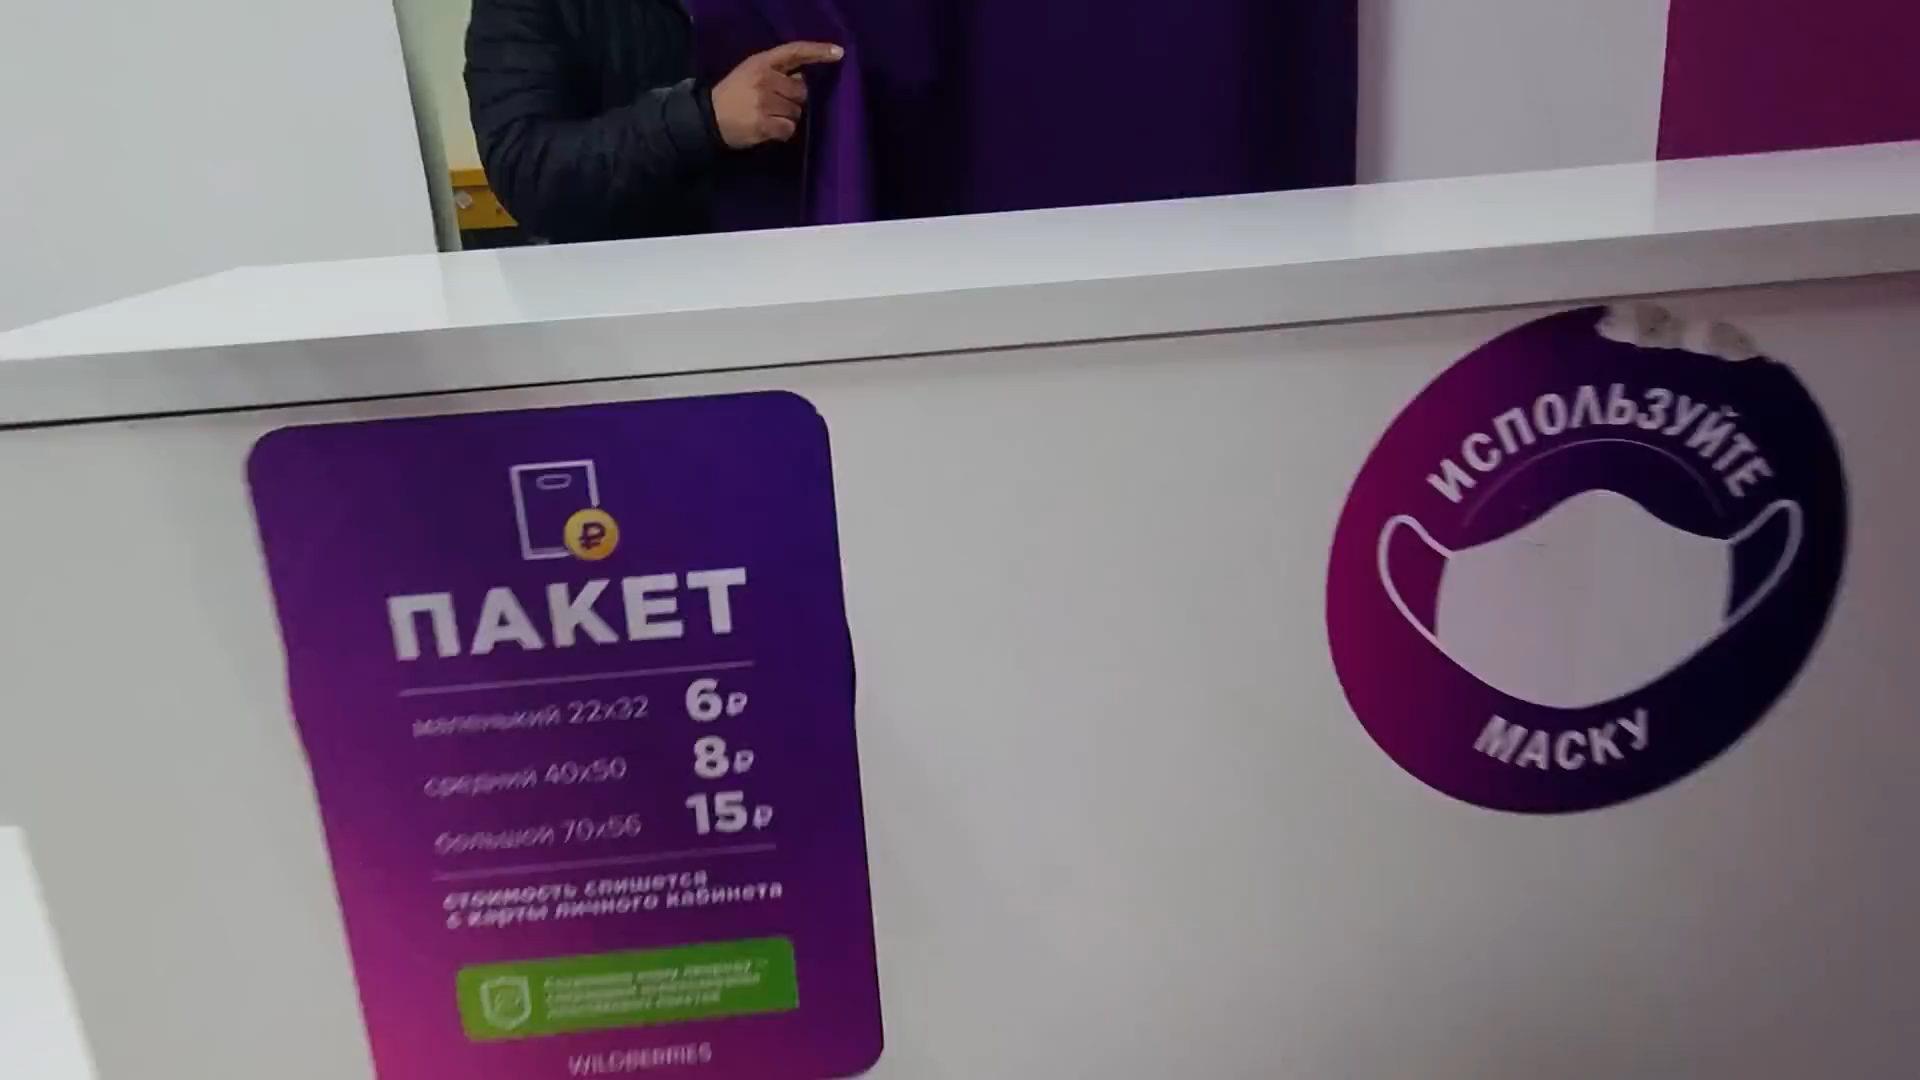 ПАКЕТ
маленький 22x32 6₽
средний 40x50 8₽
большой 70x56 15₽
стоимость спишется
с карты личного кабинета
WILDBERRIES
ИСПОЛЬЗУЙТЕ
МАСКУ